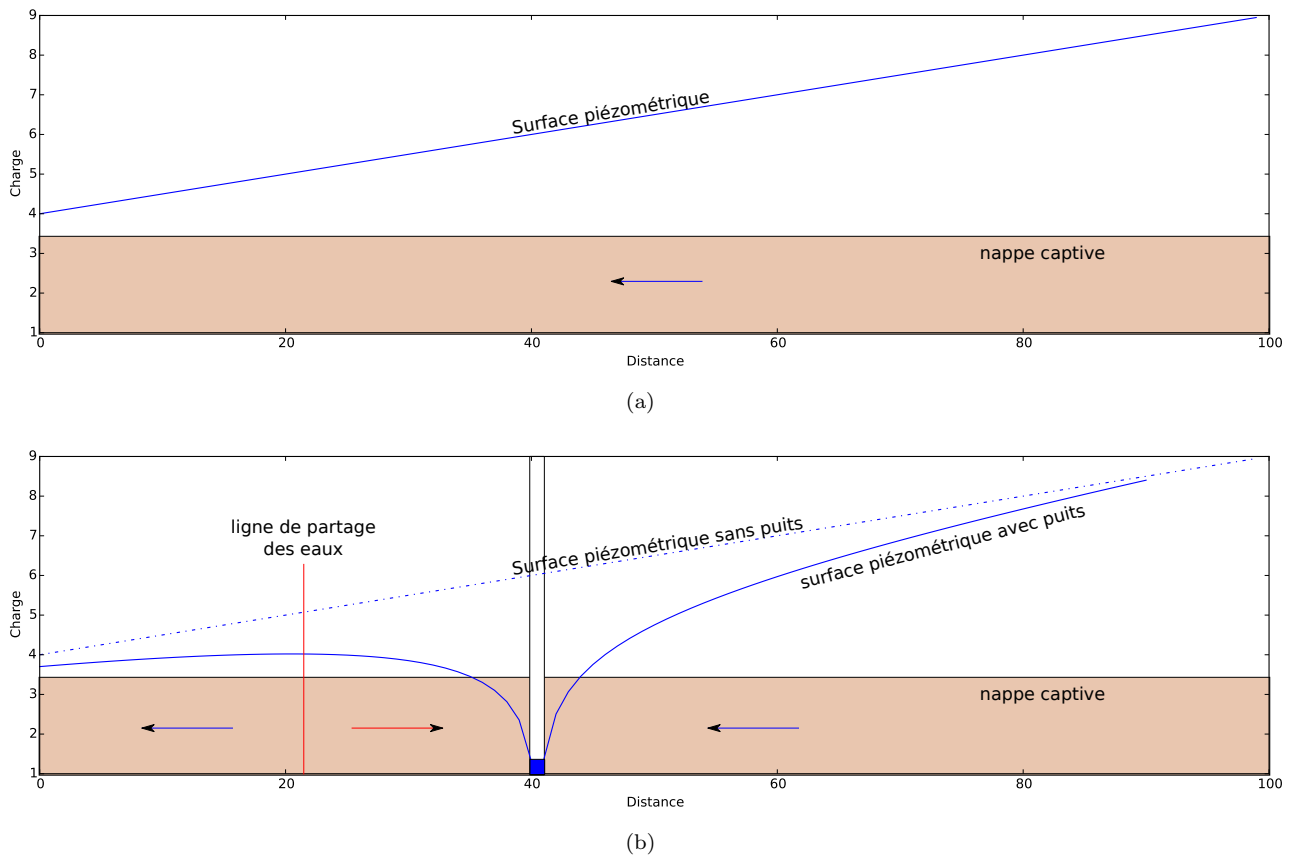 9
8
7
6
5
4
3
2
1
Charge
Surface piézométrique
nappe captive
0 20 40 60 80 100
Distance
(a)
9
8
7
6
5
4
3
2
1
Charge
ligne de partage
des eaux
Surface piézométrique sans puits
surface piézométrique avec puits
nappe captive
0 20 40 60 80 100
Distance
(b)